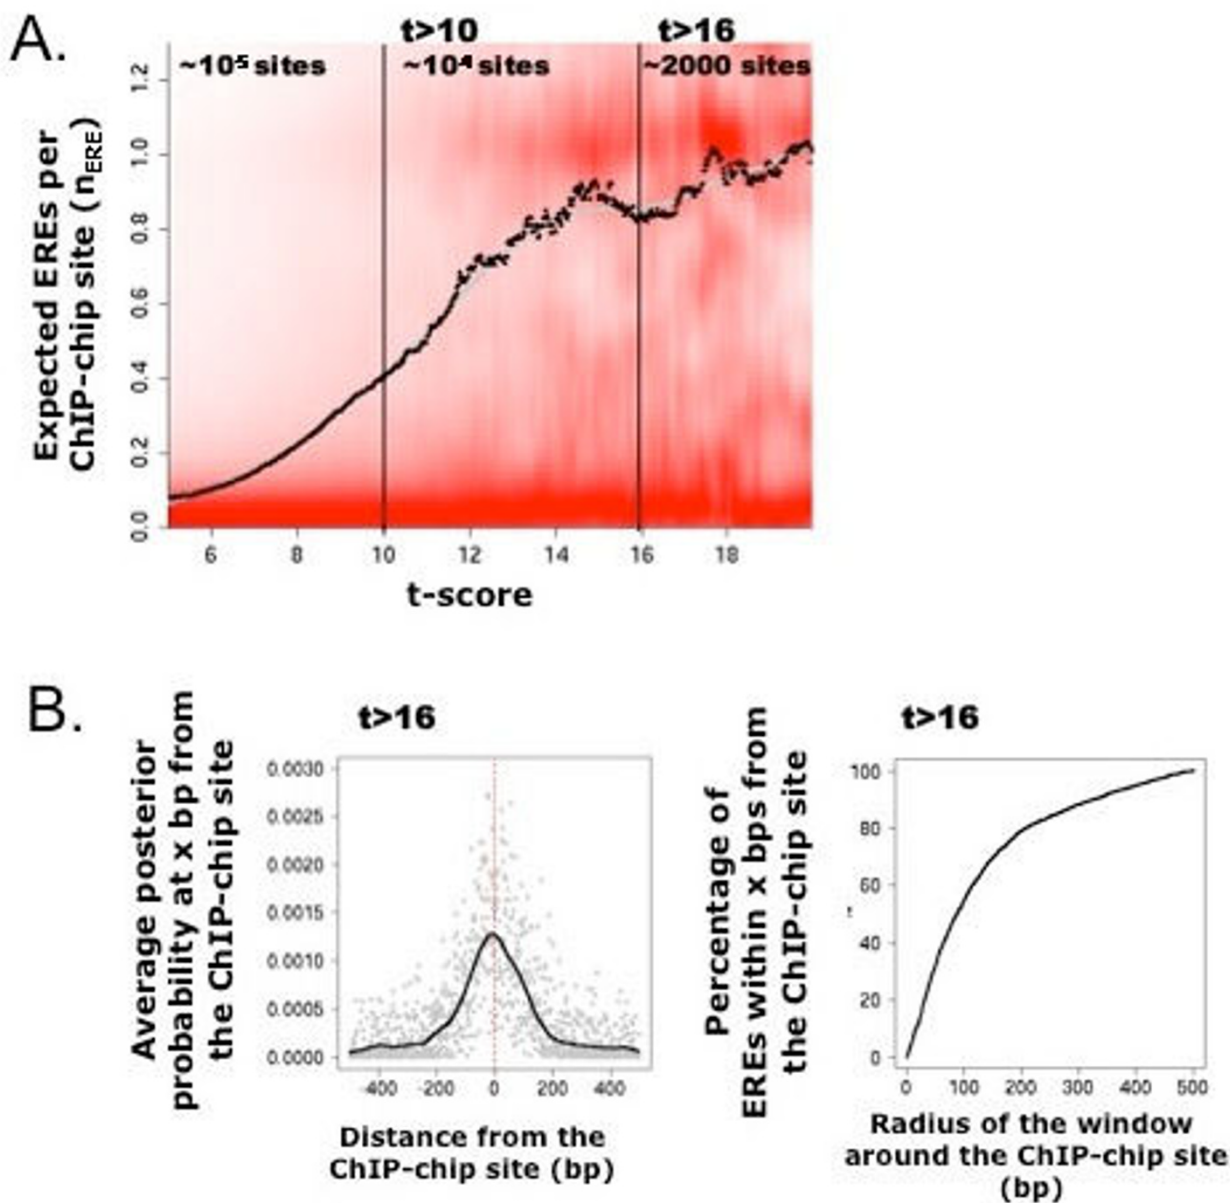 A.
t>10
t>16
~10⁵ sites
~10⁴ sites
~2000 sites
Expected EREs per
ChIP-chip site (nERE)
1.2
1.0
0.8
0.6
0.4
0.2
0.0
6 8 10 12 14 16 18
t-score
B.
t>16
Average posterior
probability at x bp from
the ChIP-chip site
0.0030
0.0025
0.0020
0.0015
0.0010
0.0005
0.0000
-400 -200 0 200 400
Distance from the
ChIP-chip site (bp)
t>16
Percentage of
EREs within x bps from
the ChIP-chip site
100
80
60
40
20
0
0 100 200 300 400 500
Radius of the window
around the ChIP-chip site
(bp)